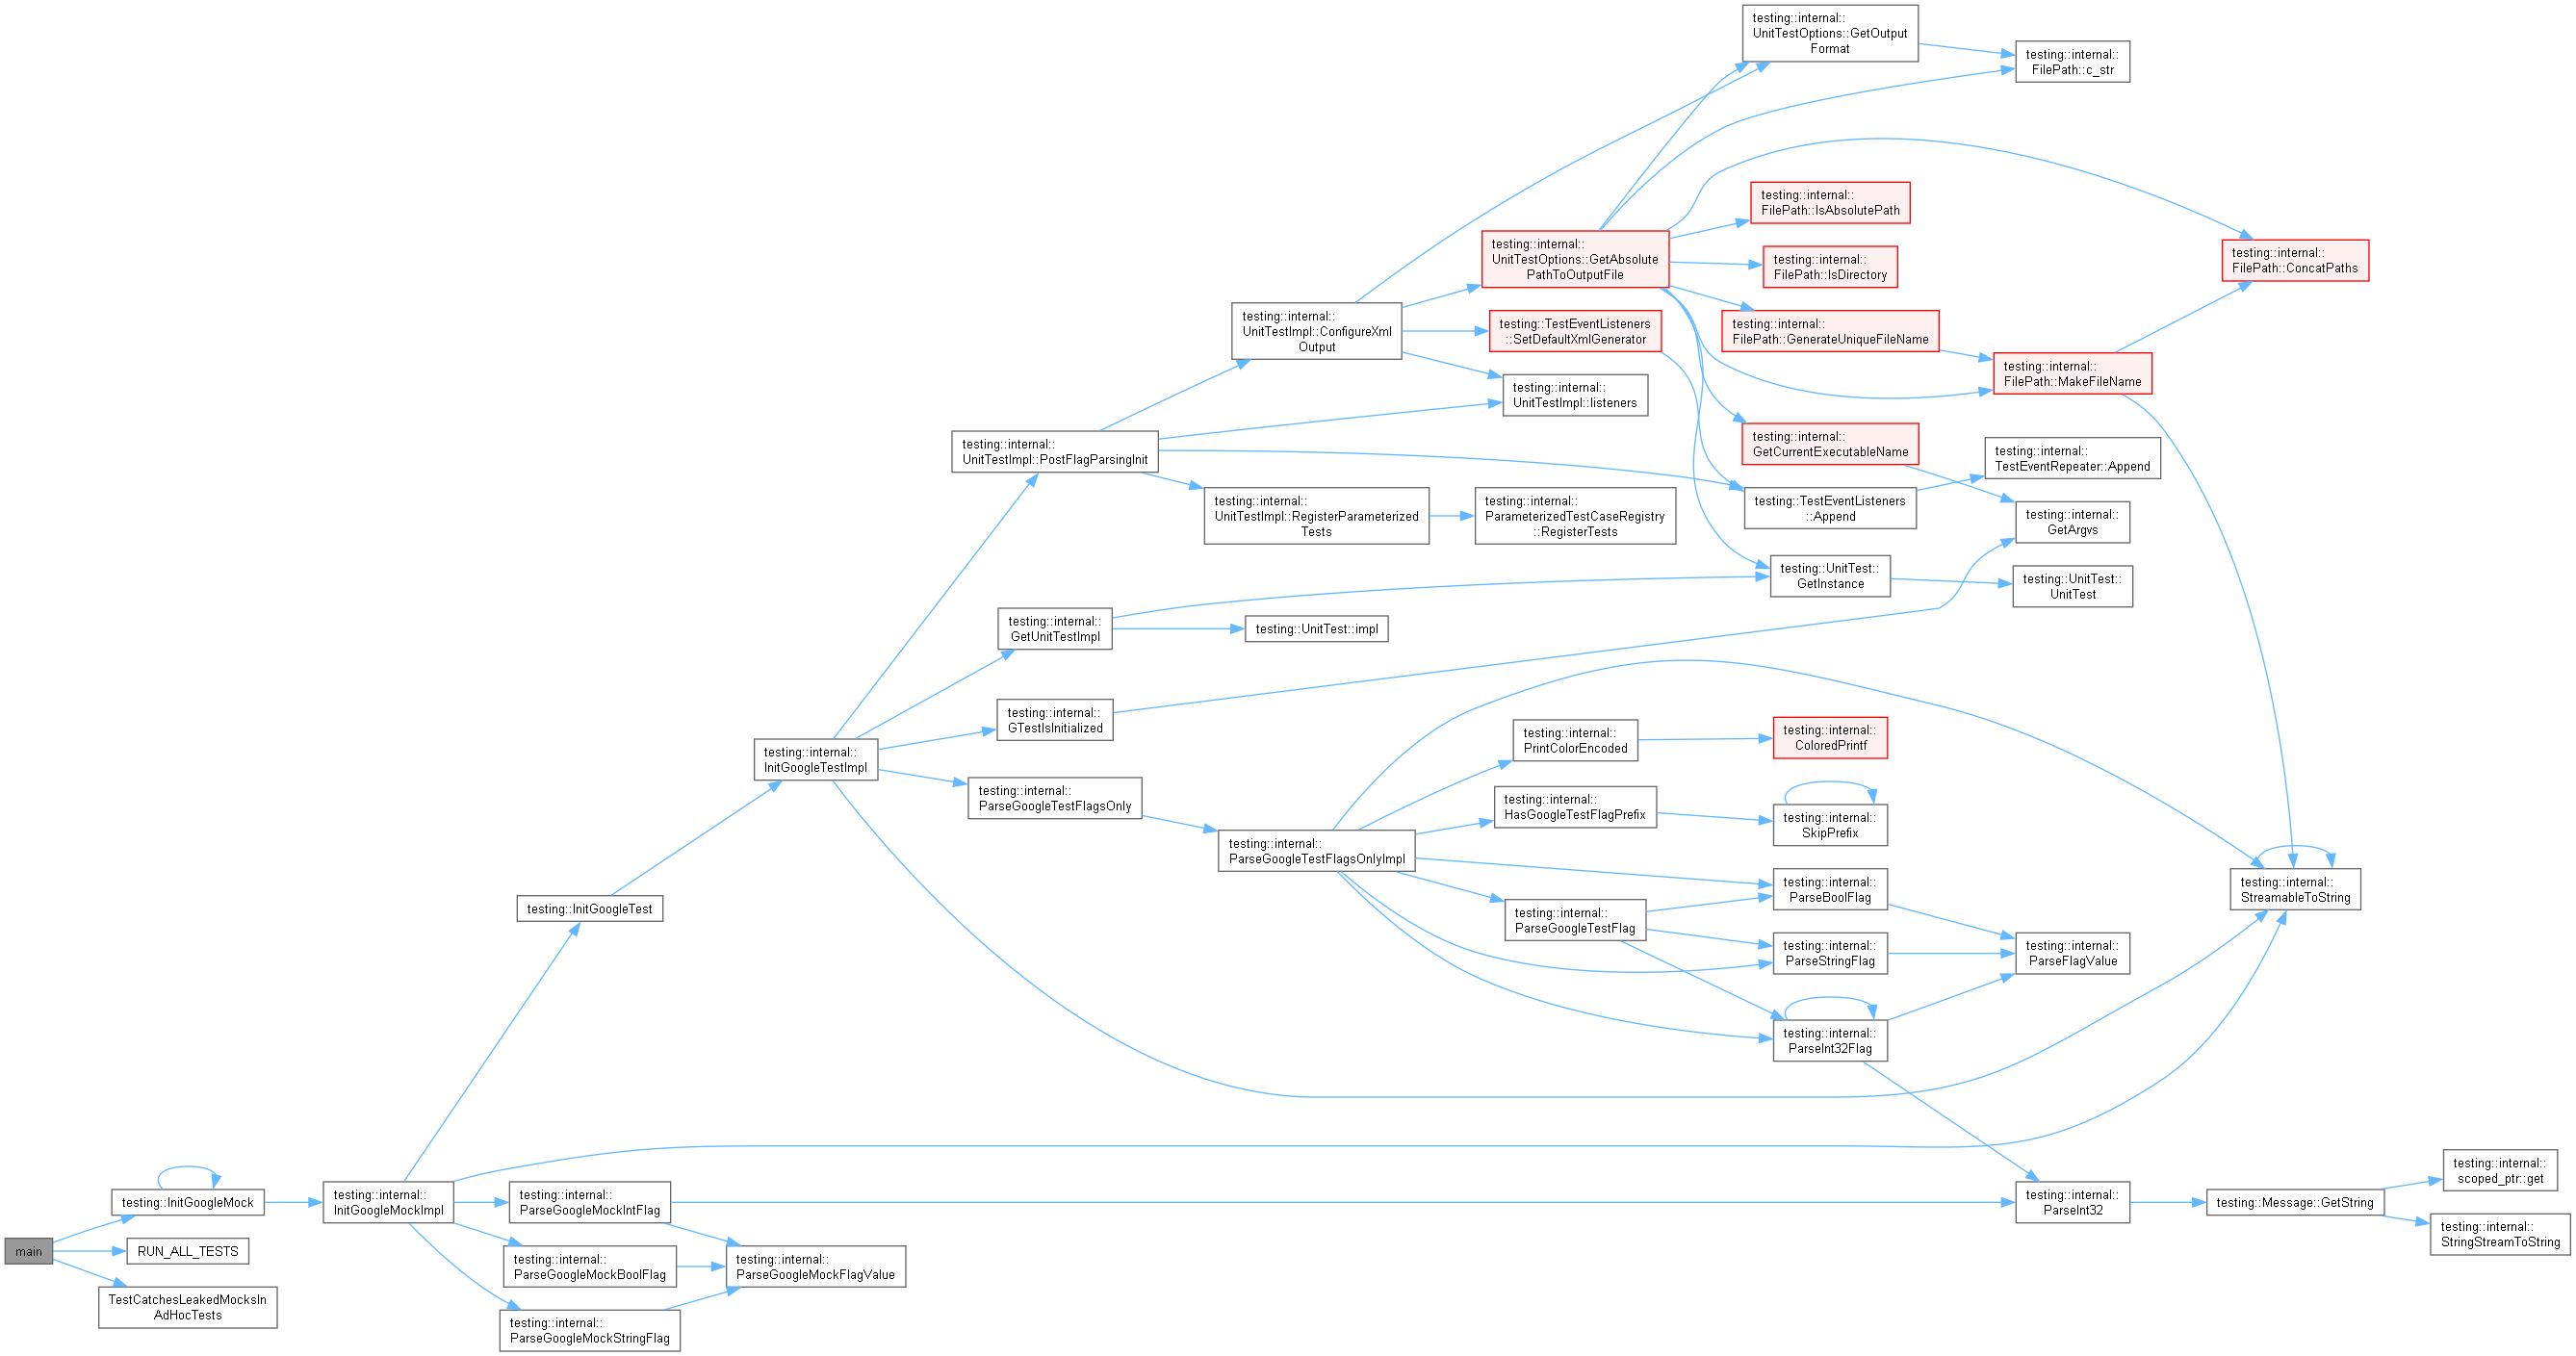 main
testing::InitGoogleMock
RUN_ALL_TESTS
TestCatchesLeakedMocksIn
AdHocTests
testing::internal::
InitGoogleMockImpl
testing::InitGoogleTest
testing::internal::
ParseGoogleMockIntFlag
testing::internal::
ParseGoogleMockBoolFlag
testing::internal::
ParseGoogleMockStringFlag
testing::internal::
ParseGoogleMockFlagValue
testing::internal::
InitGoogleTestImpl
testing::internal::
UnitTestImpl::PostFlagParsingInit
testing::internal::
GetUnitTestImpl
testing::internal::
GTestIsInitialized
testing::internal::
ParseGoogleTestFlagsOnly
testing::internal::
UnitTestImpl::ConfigureXml
Output
testing::internal::
UnitTestImpl::RegisterParameterized
Tests
testing::UnitTest::impl
testing::internal::
ParseGoogleTestFlagsOnlyImpl
testing::internal::
UnitTestOptions::GetAbsolute
PathToOutputFile
testing::TestEventListeners
::SetDefaultXmlGenerator
testing::internal::
UnitTestImpl::listeners
testing::internal::
ParameterizedTestCaseRegistry
::RegisterTests
testing::internal::
PrintColorEncoded
testing::internal::
HasGoogleTestFlagPrefix
testing::internal::
ParseGoogleTestFlag
testing::internal::
UnitTestOptions::GetOutput
Format
testing::internal::
FilePath::IsAbsolutePath
testing::internal::
FilePath::IsDirectory
testing::internal::
FilePath::GenerateUniqueFileName
testing::internal::
GetCurrentExecutableName
testing::TestEventListeners
::Append
testing::UnitTest::
GetInstance
testing::internal::
ColoredPrintf
testing::internal::
SkipPrefix
testing::internal::
ParseBoolFlag
testing::internal::
ParseStringFlag
testing::internal::
ParseInt32Flag
testing::internal::
FilePath::c_str
testing::internal::
FilePath::MakeFileName
testing::internal::
TestEventRepeater::Append
testing::internal::
GetArgvs
testing::UnitTest::
UnitTest
testing::internal::
ParseFlagValue
testing::internal::
ParseInt32
testing::internal::
FilePath::ConcatPaths
testing::internal::
StreamableToString
testing::Message::GetString
testing::internal::
scoped_ptr::get
testing::internal::
StringStreamToString